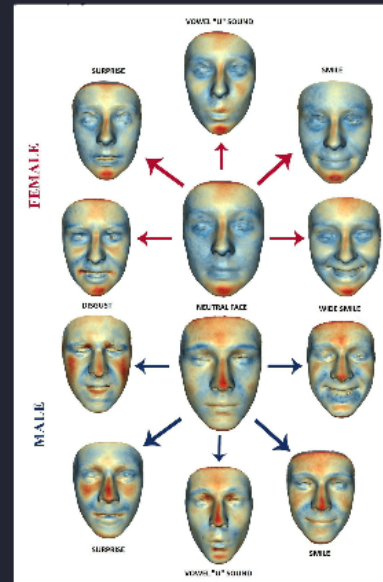 VOWEL "U" SOUND
SURPRISE
SMILE
FEMALE
DISGUST
NEUTRAL FACE
WIDE SMILE
MALE
SURPRISE
VOWEL "U" SOUND
SMILE